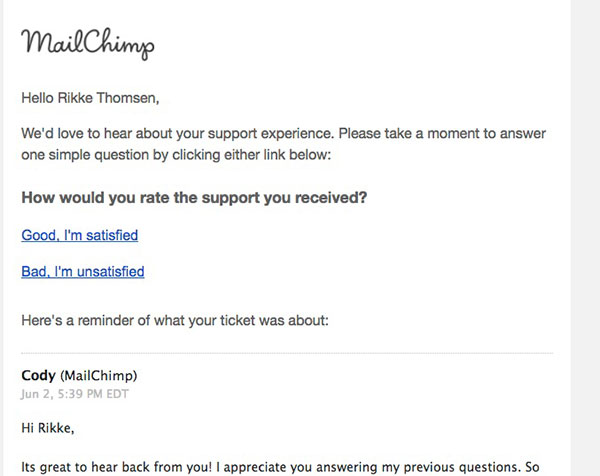 MailChimp
Hello Rikke Thomsen,
We'd love to hear about your support experience. Please take a moment to answer
one simple question by clicking either link below:
How would you rate the support you received?
Good, I'm satisfied
Bad, I'm unsatisfied
Here's a reminder of what your ticket was about:
Cody (MailChimp)
Jun 2, 5:39 PM EDT
Hi Rikke,
Its great to hear back from you! I appreciate you answering my previous questions. So